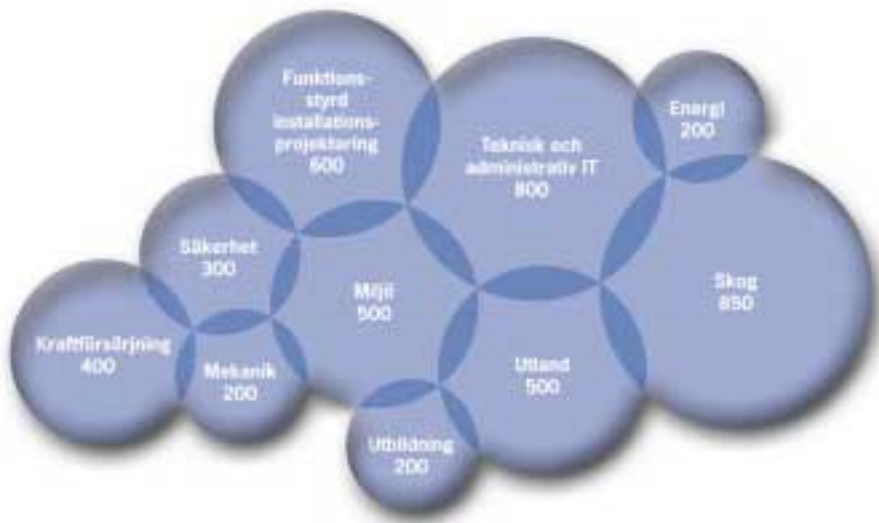 Funktions-
styrd
installations-
projektering
600
Teknisk och
administrativ IT
800
Energi
200
Säkerhet
300
Miljö
500
Skog
850
Kraftförsörjning
400
Mekanik
200
Utland
500
Utbildning
200